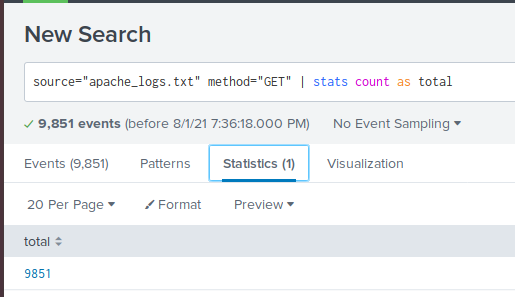 New Search
source="apache_logs.txt" method="GET" | stats count as total
✓ 9,851 events (before 8/1/21 7:36:18.000 PM) No Event Sampling
Events (9,851) Patterns Statistics (1) Visualization
20 Per Page Format Preview
total
9851